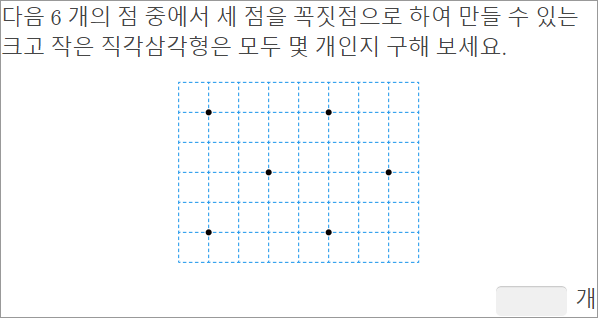 다음 6 개의 점 중에서 세 점을 꼭짓점으로 하여 만들 수 있는
크고 작은 직각삼각형은 모두 몇 개인지 구해 보세요.
개